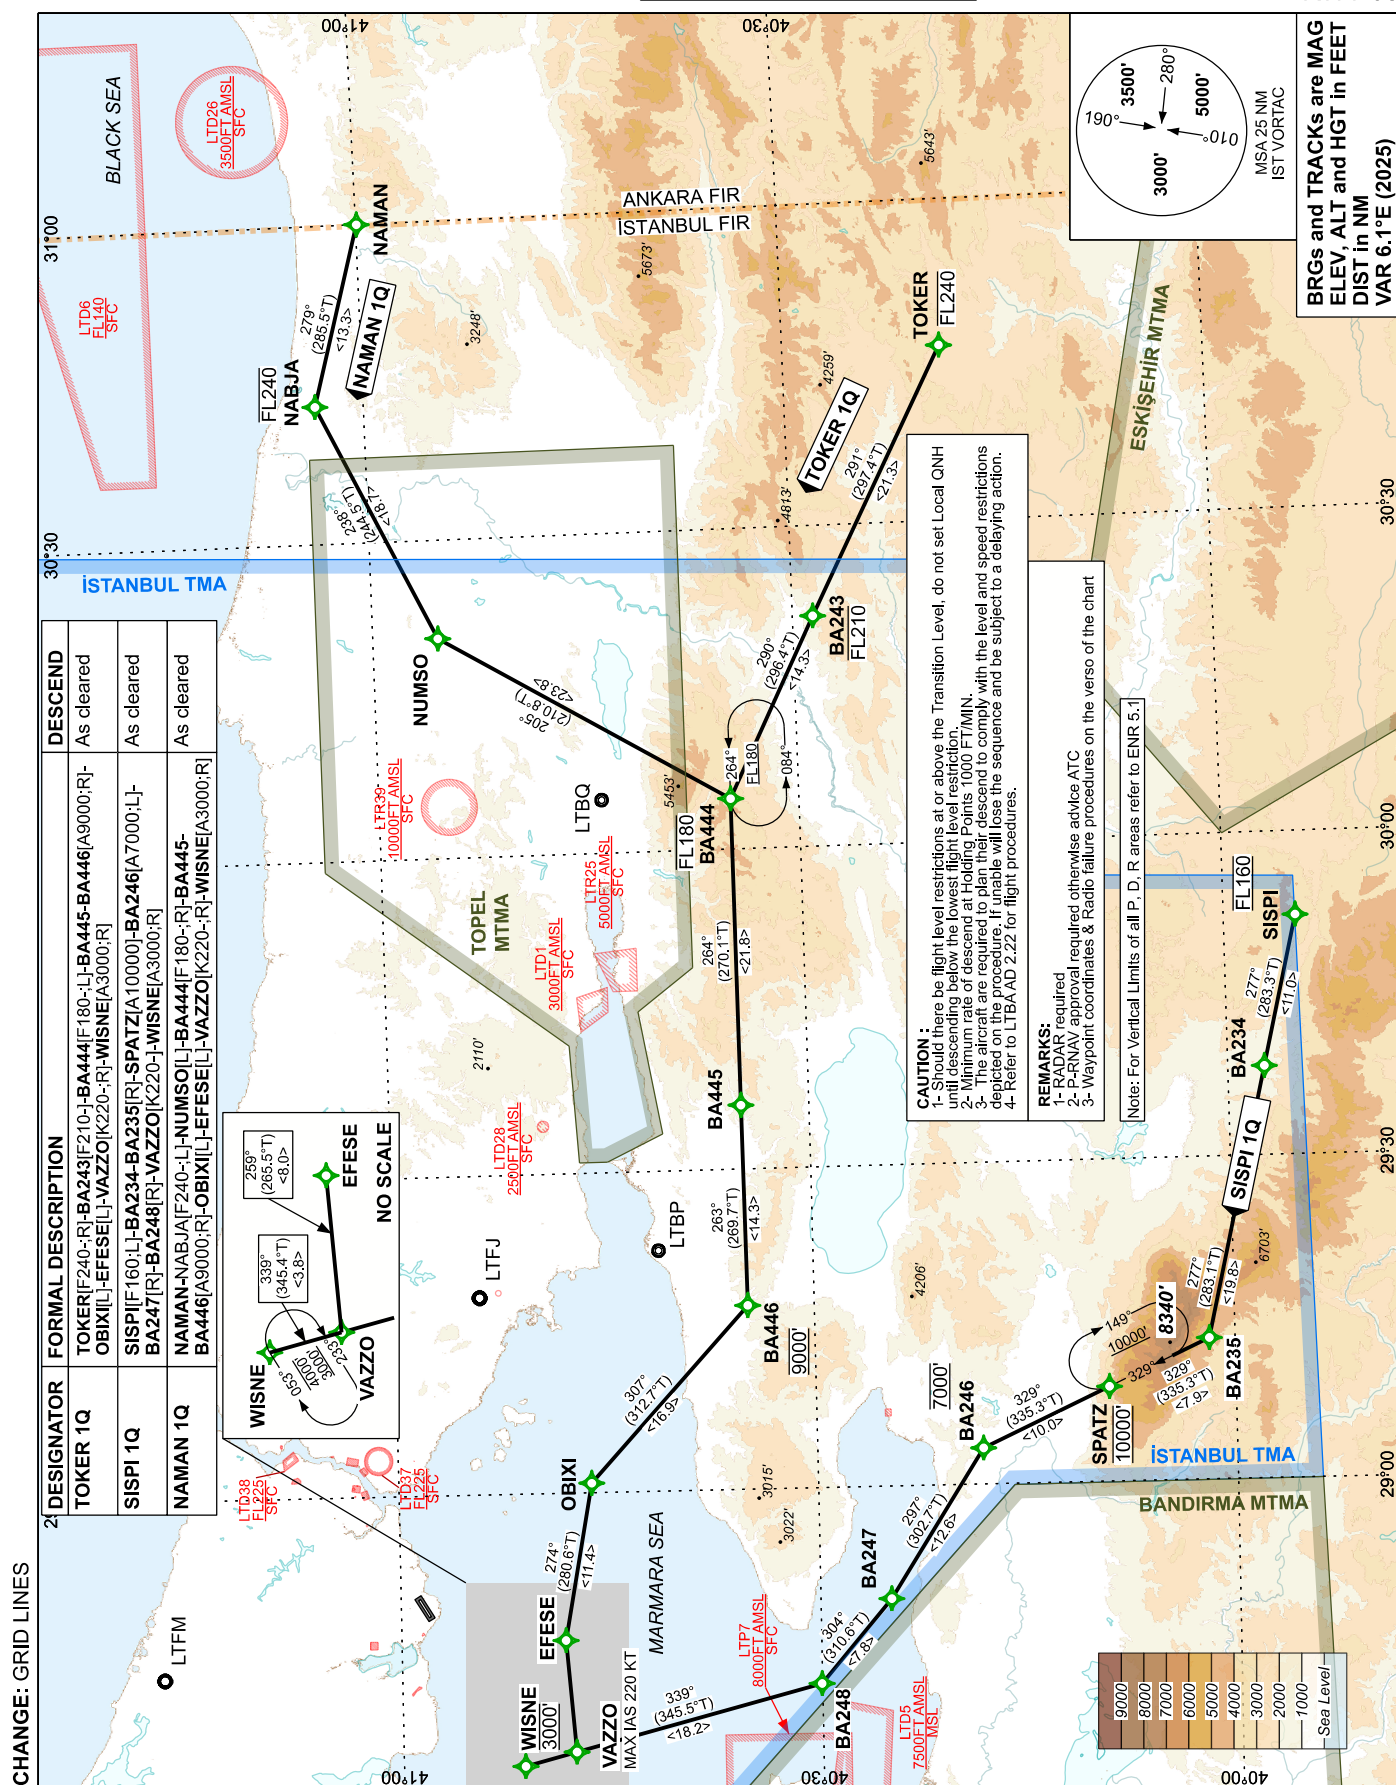 CHANGE: GRID LINES
DESIGNATOR FORMAL DESCRIPTION DESCEND
TOKER 1Q TOKER[F240-;R]-BA243[F210-]-BA444[F180-;L]-BA445-BA446[A9000;R]- As cleared
OBIXI[L]-EFESE[L]-VAZZO[K220-;R]-WISNE[A3000;R]
SISPI 1Q SISPI[F160;L]-BA234-BA235[R]-SPATZ[A10000]-BA246[A7000;L]- As cleared
BA247[R]-BA248[R]-VAZZO[K220-]-WISNE[A3000;R]
NAMAN 1Q NAMAN-NABJA[F240-;L]-NUMSO[L]-BA444[F180-;R]-BA445- As cleared
BA446[A9000;R]-OBIXI[L]-EFESE[L]-VAZZO[K220-;R]-WISNE[A3000;R]
30°30
31°00
İSTANBUL TMA
LTD6
FL140
SFC
BLACK SEA
LTD26
3500FT AMSL
SFC
41°00
40°30
NAMAN
279°
(285.5°T)
<13.3>
NAMAN 1Q
FL240
NABJA
238°
(244.5°T)
<18.7>
NUMSO
205°
(210.8°T)
<23.8>
3248'
5673'
ANKARA FIR
İSTANBUL FIR
5643'
TOKER
FL240
4259'
TOKER 1Q
291°
(297.4°T)
<21.3>
4813'
BA243
FL210
290°
(296.4°T)
<14.3>
264°
FL180
084°
FL180
BA444
5453'
LTBQ
LTR39
10000FT AMSL
SFC
LTR25
5000FT AMSL
SFC
LTD1
3000FT AMSL
SFC
TOPEL
MTMA
264°
(270.1°T)
<21.8>
BA445
263°
(269.7°T)
<14.3>
BA446
9000'
2110'
LTD28
2500FT AMSL
SFC
LTFJ
LTBP
259°
(265.5°T)
<8.0>
EFESE
NO SCALE
339°
(345.4°T)
<3.8>
WISNE
053°
4000'
3000'
233°
VAZZO
LTD38
FL225
SFC
LTD37
FL225
SFC
307°
(312.7°T)
<16.9>
OBIXI
274°
(280.6°T)
<11.4>
EFESE
WISNE
3000'
VAZZO
MAX IAS 220 KT
MARMARA SEA
LTFM
41°00
339°
(345.5°T)
<18.2>
LTP7
8000FT AMSL
SFC
3015'
3022'
BA248
304°
(310.6°T)
<7.8>
BA247
297°
(302.7°T)
<12.6>
BA246
7000'
329°
(335.3°T)
<10.0>
SPATZ
10000'
4206'
LTD5
7500FT AMSL
MSL
40°30
149°
10000'
329°
8340'
329°
(335.3°T)
<7.9>
BA235
277°
(283.1°T)
<19.8>
6703'
SISPI 1Q
BA234
277°
(283.3°T)
<11.0>
SISPI
FL160
İSTANBUL TMA
BANDIRMA MTMA
ESKİŞEHİR MTMA
30°30
30°00
29°30
29°00
40°00
CAUTION :
1- Should there be flight level restrictions at or above the Transition Level, do not set Local QNH
until descending below the lowest flight level restriction.
2- Minimum rate of descend at Holding Points 1000 FT/MIN.
3- The aircraft are required to plan their descend to comply with the level and speed restrictions
depicted on the procedure. If unable will lose the sequence and be subject to a delaying action.
4- Refer to LTBA AD 2.22 for flight procedures.
REMARKS:
1- RADAR required
2- P-RNAV approval required otherwise advice ATC
3- Waypoint coordinates & Radio failure procedures on the verso of the chart
Note: For Vertical Limits of all P, D, R areas refer to ENR 5.1
190°
3500'
280°
5000'
010°
3000'
MSA 25 NM
IST VORTAC
BRGs and TRACKs are MAG
ELEV, ALT and HGT in FEET
DIST in NM
VAR 6.1°E (2025)
9000
8000
7000
6000
5000
4000
3000
2000
1000
Sea Level